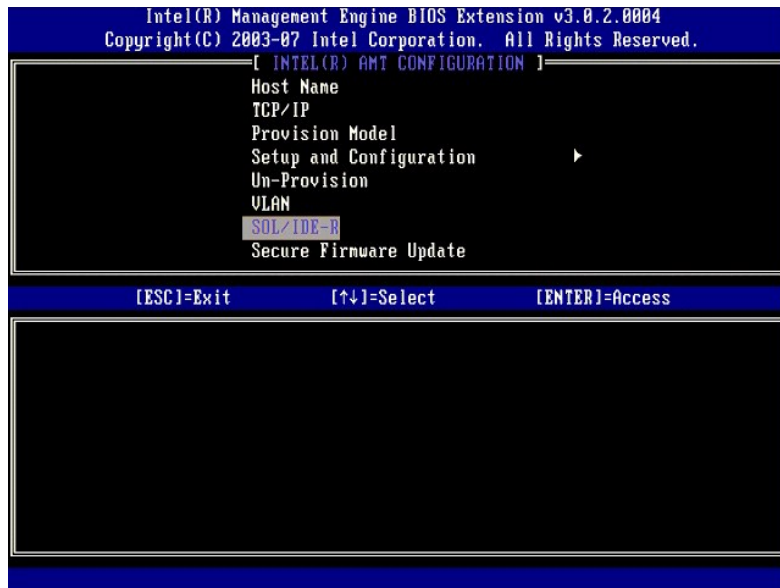 Intel(R) Management Engine BIOS Extension v3.0.2.0004
Copyright(C) 2003-07 Intel Corporation. All Rights Reserved.
[ INTEL(R) AMT CONFIGURATION ]
Host Name
TCP/IP
Provision Model
Setup and Configuration ►
Un-Provision
VLAN
SOL/IDE-R
Secure Firmware Update
[ESC]=Exit [↑↓]=Select [ENTER]=Access